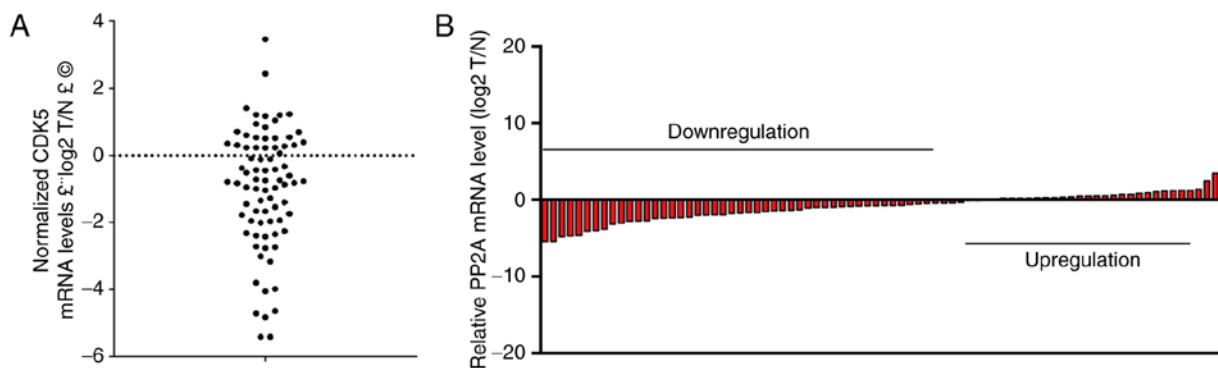 A
Normalized CDK5
mRNA levels £¨log2 T/N £ ©
4
2
0
−2
−4
−6
B
Relative PP2A mRNA level (log2 T/N)
20
10
0
−10
−20
Downregulation
Upregulation